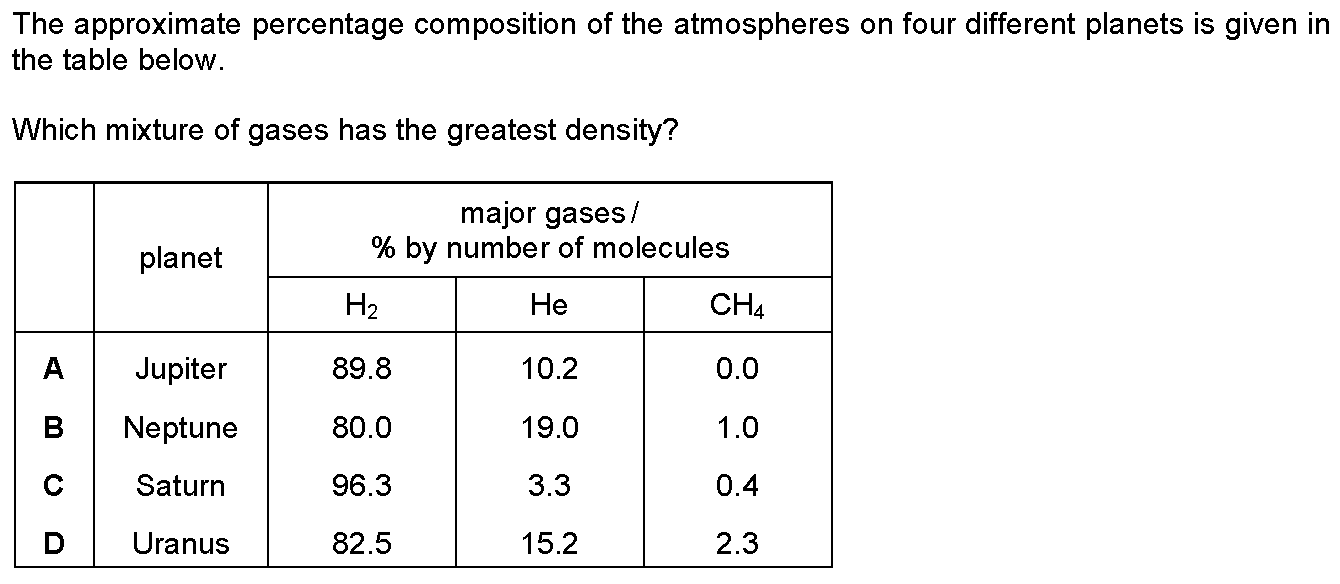 The approximate percentage composition of the atmospheres on four different planets is given in
the table below.
Which mixture of gases has the greatest density?
planet
major gases /
% by number of molecules
H₂ He CH₄
A Jupiter 89.8 10.2 0.0
B Neptune 80.0 19.0 1.0
C Saturn 96.3 3.3 0.4
D Uranus 82.5 15.2 2.3